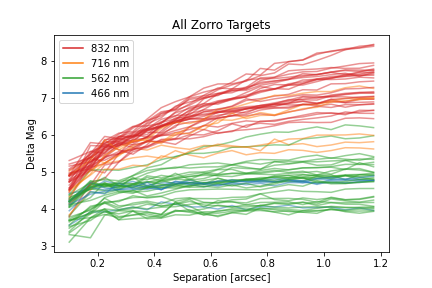 All Zorro Targets
832 nm
716 nm
562 nm
466 nm
Delta Mag
8
7
6
5
4
3
0.2 0.4 0.6 0.8 1.0 1.2
Separation [arcsec]